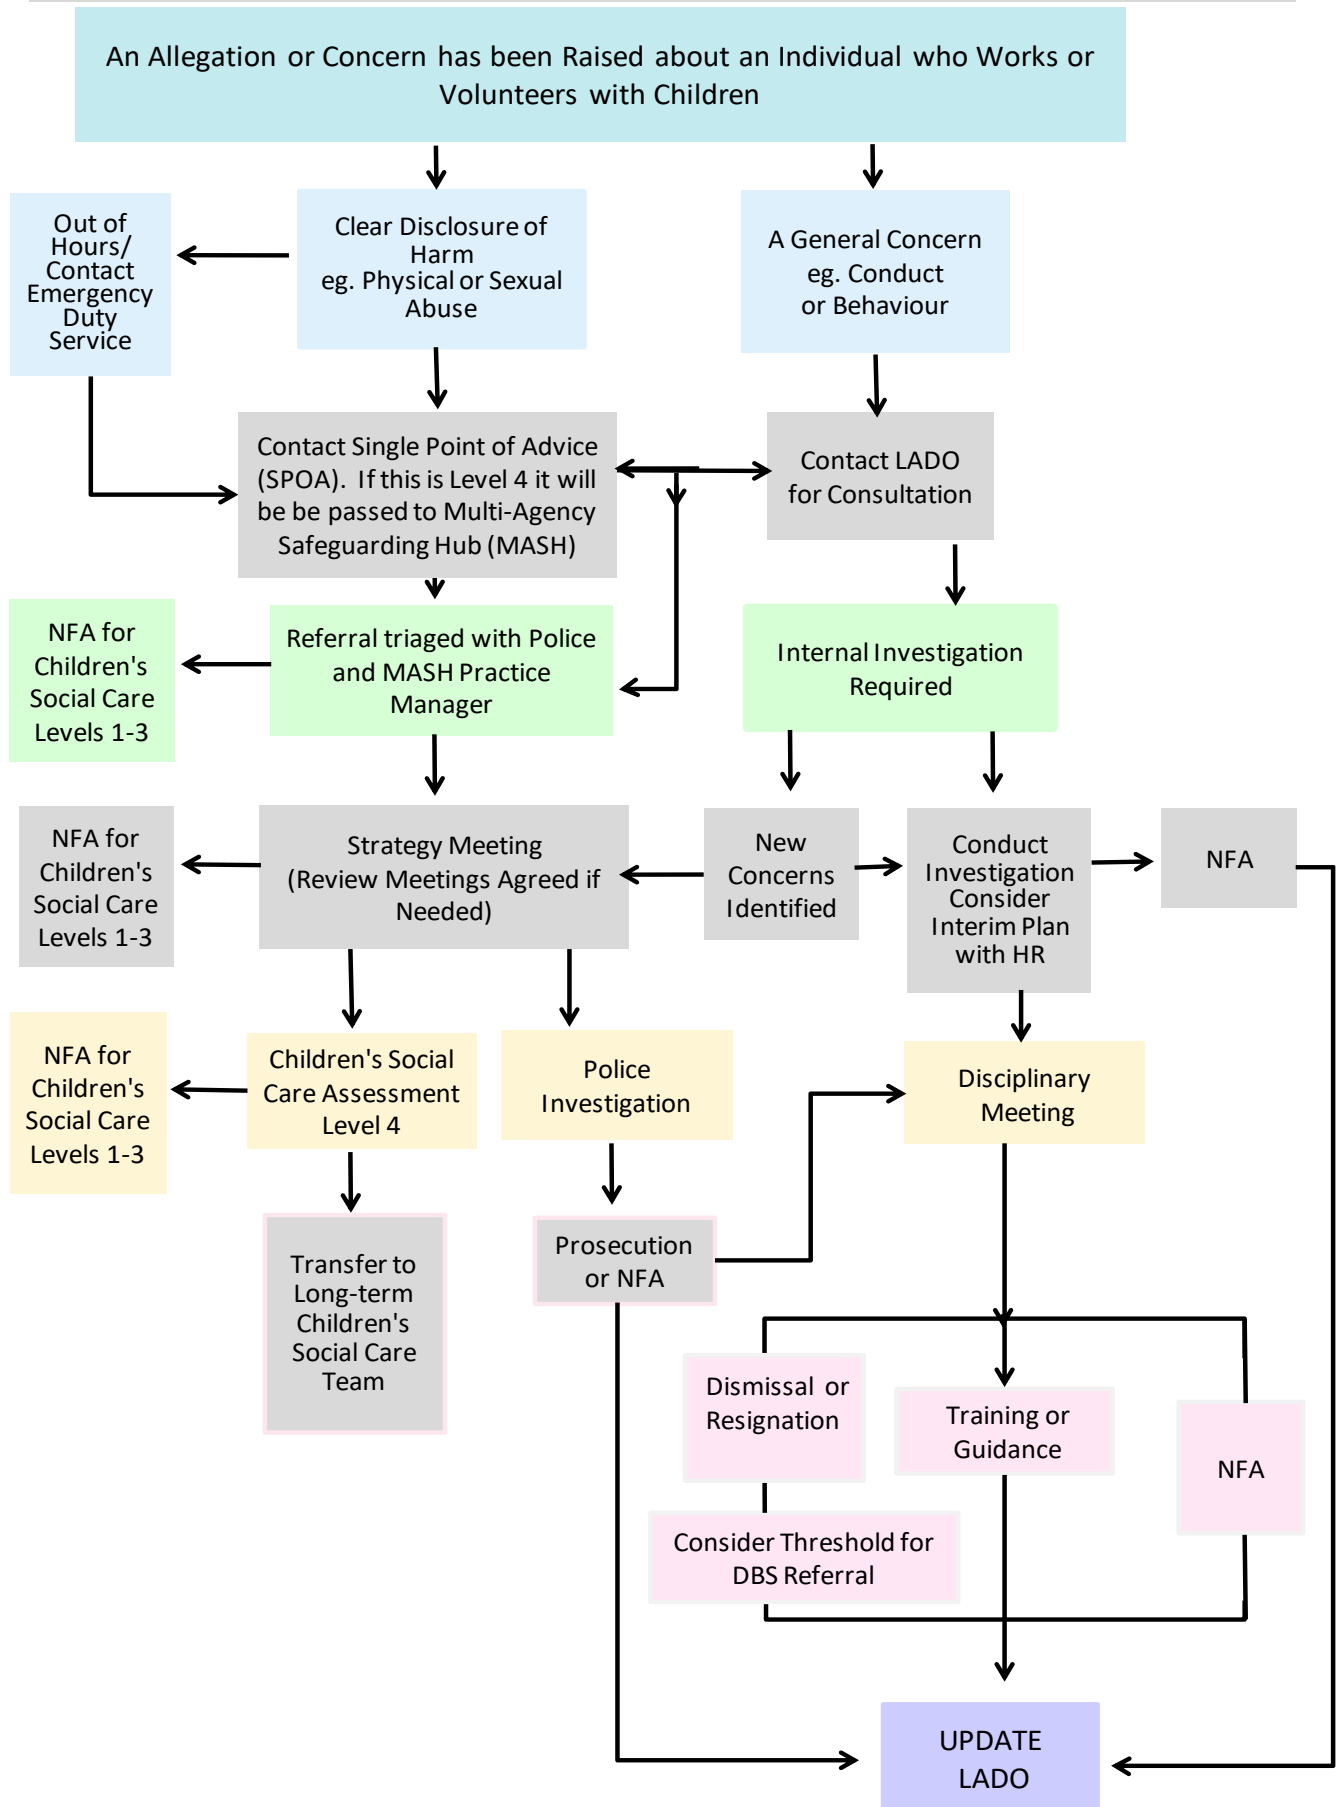 An Allegation or Concern has been Raised about an Individual who Works or
Volunteers with Children
Out of
Hours/
Contact
Emergency
Duty
Service
Clear Disclosure of
Harm
eg. Physical or Sexual
Abuse
A General Concern
eg. Conduct
or Behaviour
Contact Single Point of Advice
(SPOA). If this is Level 4 it will
be be passed to Multi-Agency
Safeguarding Hub (MASH)
Contact LADO
for Consultation
NFA for
Children's
Social Care
Levels 1-3
Referral triaged with Police
and MASH Practice
Manager
Internal Investigation
Required
NFA for
Children's
Social Care
Levels 1-3
Strategy Meeting
(Review Meetings Agreed if
Needed)
New
Concerns
Identified
Conduct
Investigation
Consider
Interim Plan
with HR
NFA
NFA for
Children's
Social Care
Levels 1-3
Children's Social
Care Assessment
Level 4
Police
Investigation
Disciplinary
Meeting
Transfer to
Long-term
Children's
Social Care
Team
Prosecution
or NFA
Dismissal or
Resignation
Training or
Guidance
NFA
Consider Threshold for
DBS Referral
UPDATE
LADO